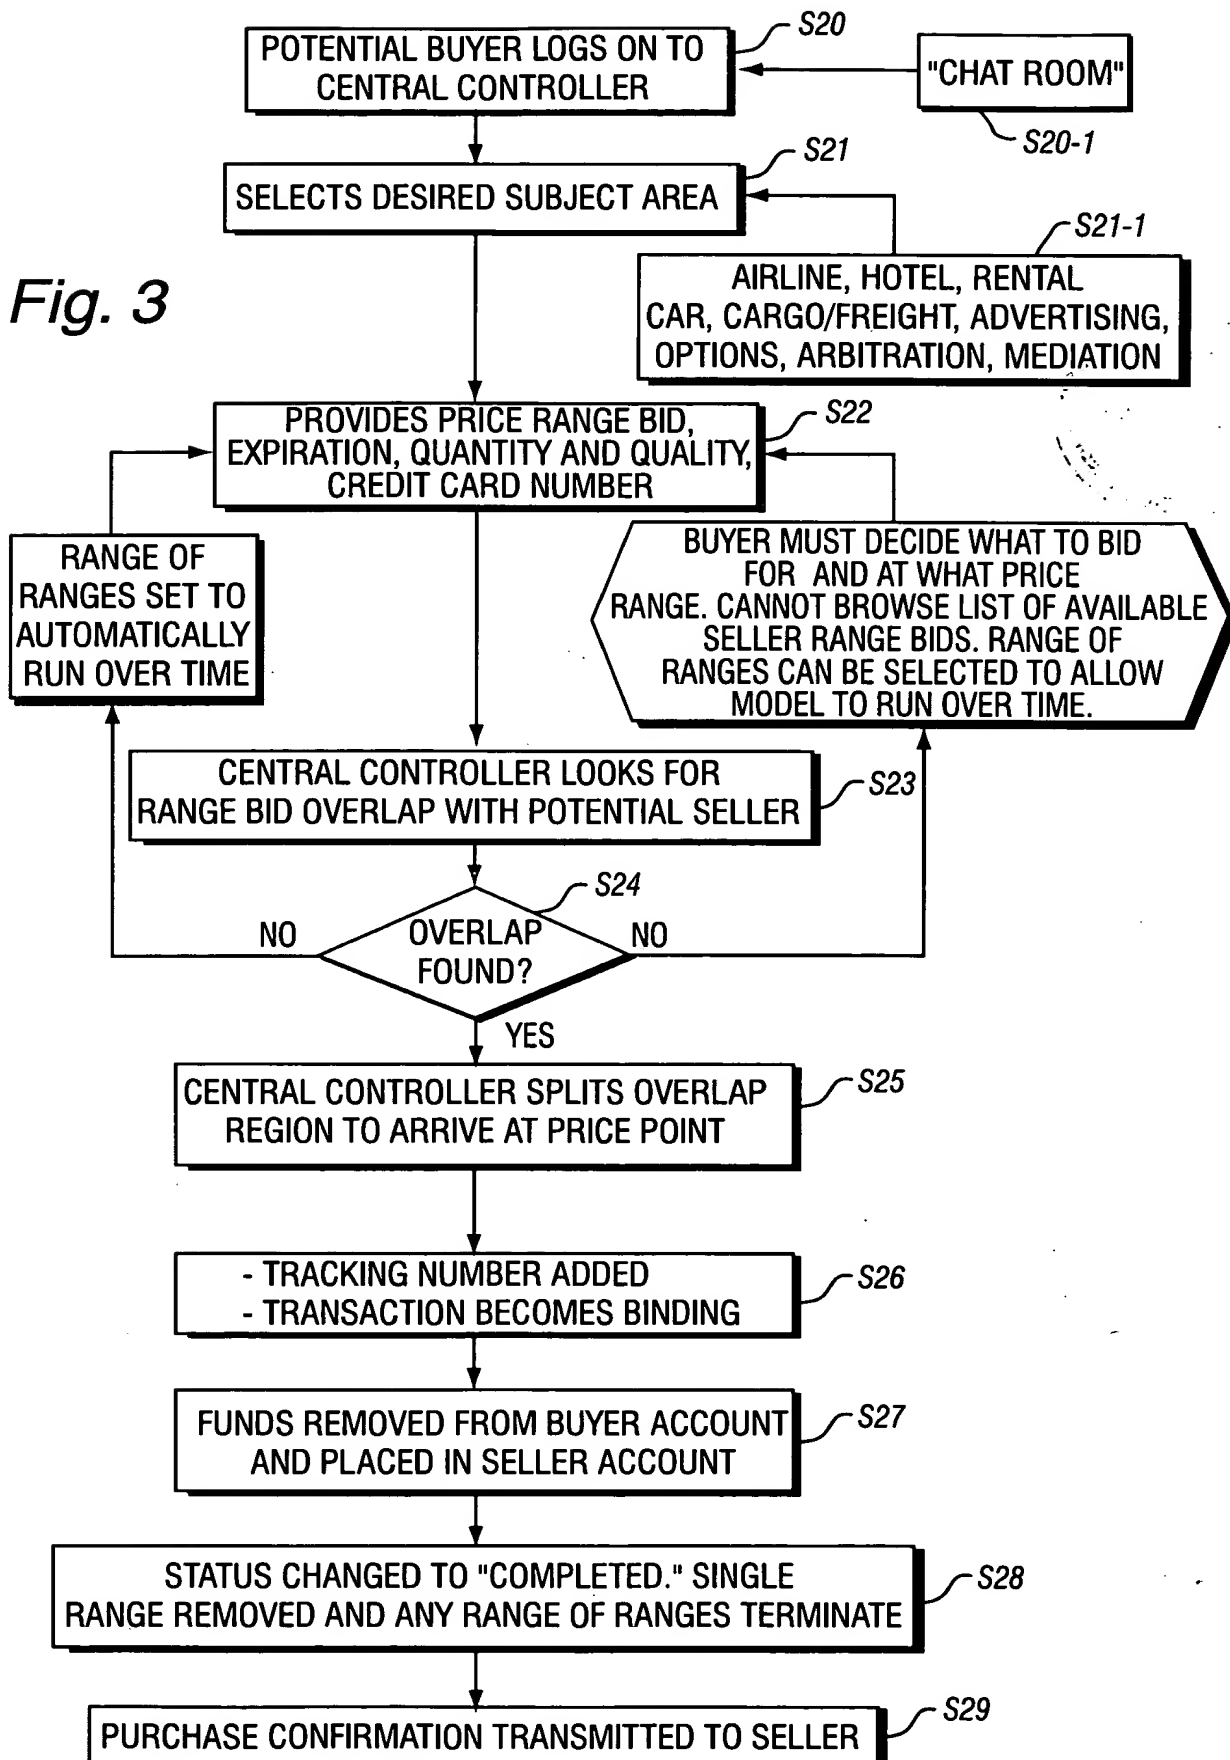 S20
POTENTIAL BUYER LOGS ON TO
CENTRAL CONTROLLER
"CHAT ROOM"
S20-1
S21
SELECTS DESIRED SUBJECT AREA
S21-1
AIRLINE, HOTEL, RENTAL
CAR, CARGO/FREIGHT, ADVERTISING,
OPTIONS, ARBITRATION, MEDIATION
Fig. 3
S22
PROVIDES PRICE RANGE BID,
EXPIRATION, QUANTITY AND QUALITY,
CREDIT CARD NUMBER
RANGE OF
RANGES SET TO
AUTOMATICALLY
RUN OVER TIME
BUYER MUST DECIDE WHAT TO BID
FOR AND AT WHAT PRICE
RANGE. CANNOT BROWSE LIST OF AVAILABLE
SELLER RANGE BIDS. RANGE OF
RANGES CAN BE SELECTED TO ALLOW
MODEL TO RUN OVER TIME.
CENTRAL CONTROLLER LOOKS FOR
RANGE BID OVERLAP WITH POTENTIAL SELLER
S23
S24
NO
OVERLAP
FOUND?
NO
YES
CENTRAL CONTROLLER SPLITS OVERLAP
REGION TO ARRIVE AT PRICE POINT
S25
- TRACKING NUMBER ADDED
- TRANSACTION BECOMES BINDING
S26
FUNDS REMOVED FROM BUYER ACCOUNT
AND PLACED IN SELLER ACCOUNT
S27
STATUS CHANGED TO "COMPLETED." SINGLE
RANGE REMOVED AND ANY RANGE OF RANGES TERMINATE
S28
PURCHASE CONFIRMATION TRANSMITTED TO SELLER
S29